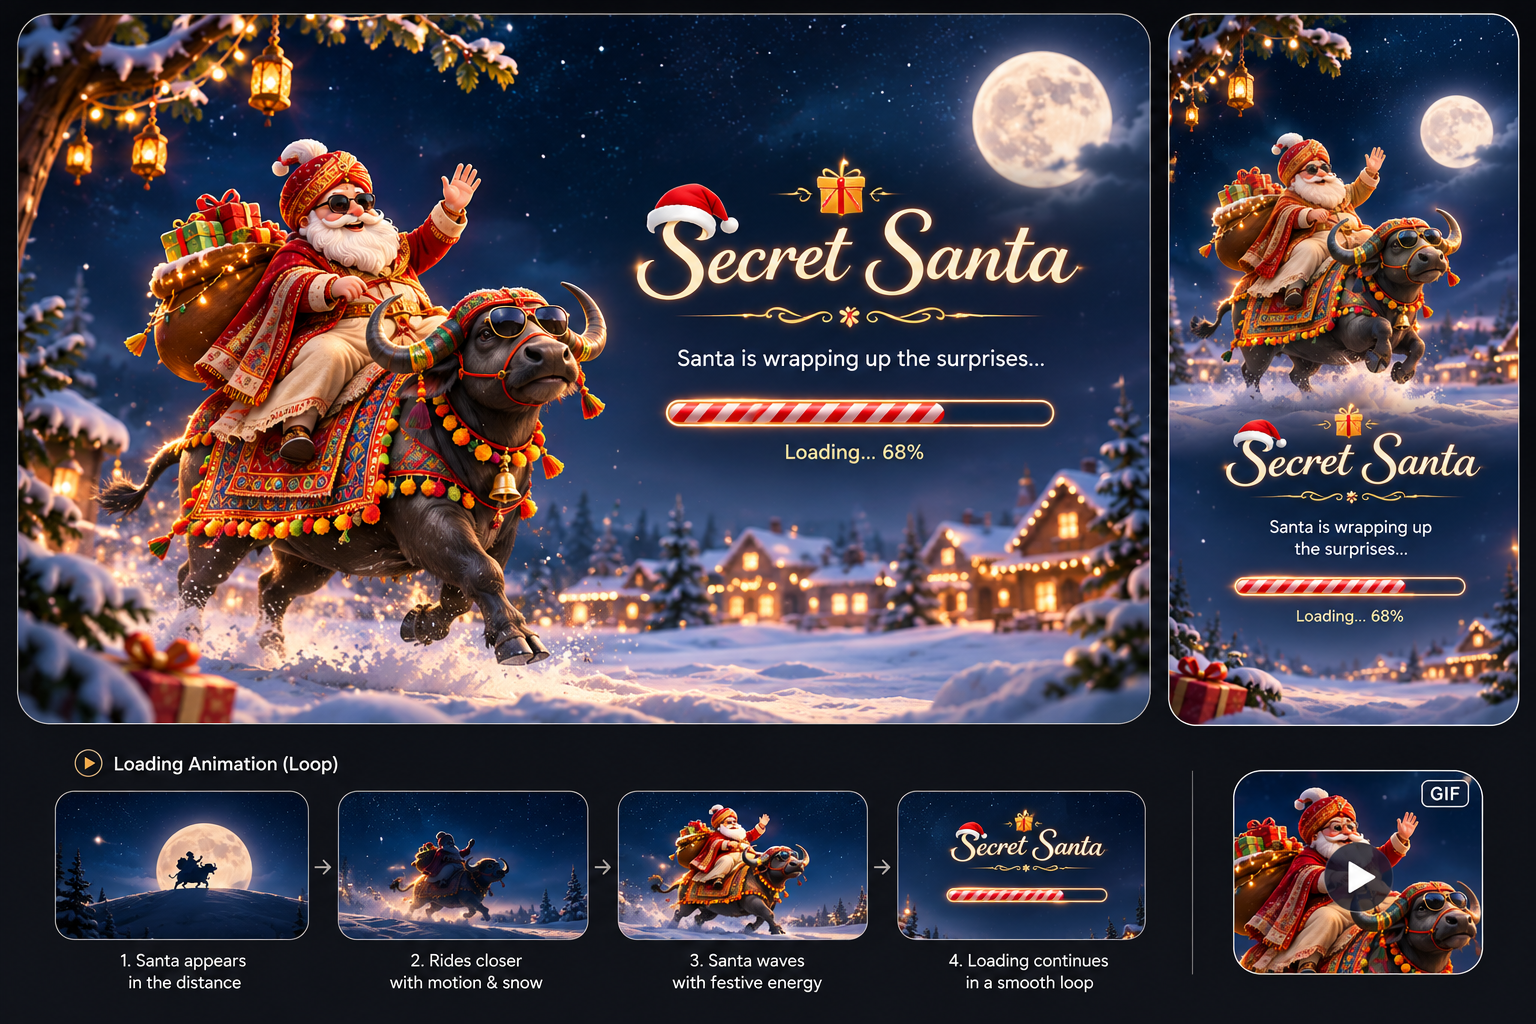 Secret Santa
Santa is wrapping up the surprises...
Loading... 68%
Secret Santa
Santa is wrapping up
the surprises...
Loading... 68%
Loading Animation (Loop)
1. Santa appears
in the distance
2. Rides closer
with motion & snow
3. Santa waves
with festive energy
Secret Santa
4. Loading continues
in a smooth loop
GIF